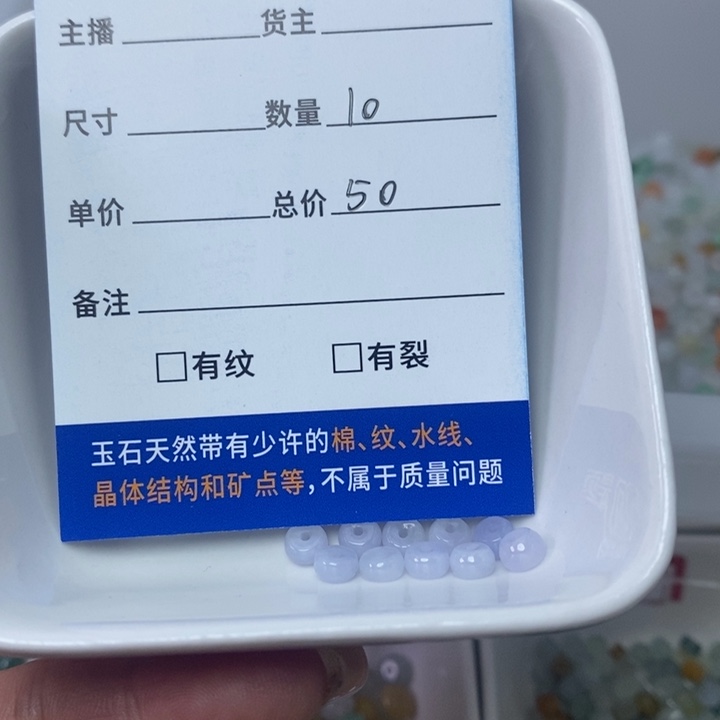 主播 货主
尺寸 数量 10
单价 总价 50
备注
□有纹 □有裂
玉石天然带有少许的棉、纹、水线、
晶体结构和矿点等,不属于质量问题